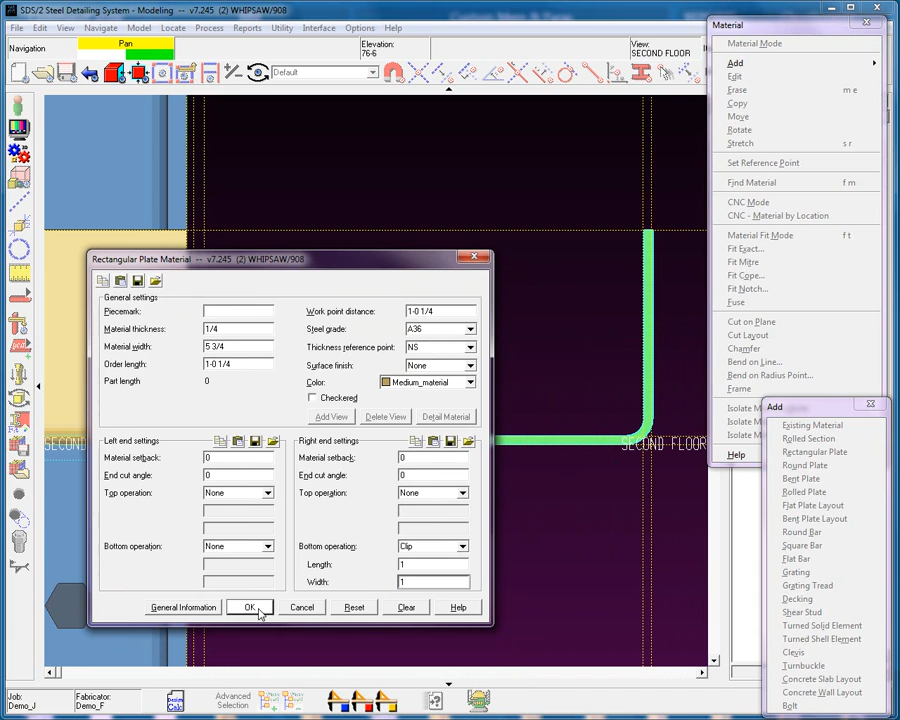 SDS/2 Steel Detailing System - Modeling -- v7.245 (2) WHIPSAW/908
File Edit View Navigate Model Locate Process Reports Utility Interface Options Help
Navigation
Pan
Elevation:
76-6
View:
SECOND FLOOR
Default
Material
Material Mode
Add
Edit
Erase m e
Copy
Move
Rotate
Stretch s r
Set Reference Point
Find Material f m
CNC Mode
CNC - Material by Location
Material Fit Mode f t
Fit Exact...
Fit Mitre
Fit Cope...
Fit Notch...
Fuse
Cut on Plane
Cut Layout
Chamfer
Bend on Line...
Bend on Radius Point...
Frame
Isolate M
Isolate M
Isolate M
Help
Add
Existing Material
Rolled Section
Rectangular Plate
Round Plate
Bent Plate
Rolled Plate
Flat Plate Layout
Bent Plate Layout
Round Bar
Square Bar
Flat Bar
Grating
Grating Tread
Decking
Shear Stud
Turned Solid Element
Turned Shell Element
Clevis
Turnbuckle
Concrete Slab Layout
Concrete Wall Layout
Bolt
Rectangular Plate Material -- v7.245 (2) WHIPSAW/908
General settings
Piecemark:
Material thickness: 1/4
Material width: 5 3/4
Order length: 1-0 1/4
Part length 0
Work point distance: 1-0 1/4
Steel grade: A36
Thickness reference point: NS
Surface finish: None
Color: Medium_material
Checkered
Add View Delete View Detail Material
Left end settings
Material setback: 0
End cut angle: 0
Top operation: None
Bottom operation: None
Right end settings
Material setback: 0
End cut angle: 0
Top operation: None
Bottom operation: Clip
Length: 1
Width: 1
General Information OK Cancel Reset Clear Help
SECOND
SECOND FLOOR
Job:
Demo_J
Fabricator:
Demo_F
Design Calc
Advanced
Selection